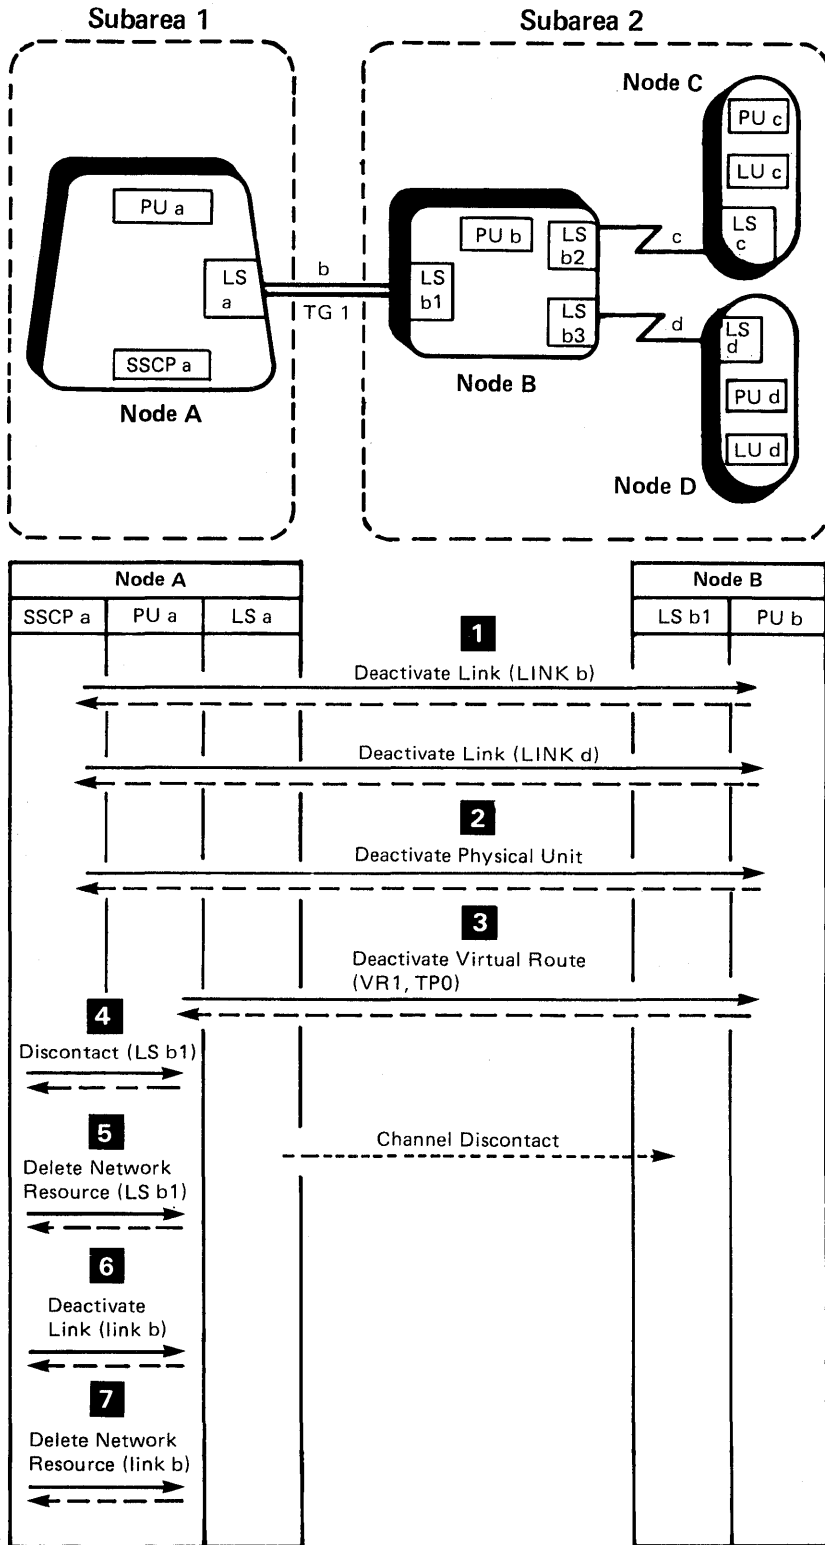 Subarea 1
Subarea 2
Node C
PU c
LU c
LS
c
PU a
LS
a
SSCP a
Node A
b
TG 1
PU b
LS
b1
LS
b2
LS
b3
Node B
c
d
LS
d
PU d
LU d
Node D
Node A
SSCP a
PU a
LS a
Node B
LS b1
PU b
1
Deactivate Link (LINK b)
Deactivate Link (LINK d)
2
Deactivate Physical Unit
3
Deactivate Virtual Route
(VR1, TP0)
4
Discontact (LS b1)
Channel Discontact
5
Delete Network
Resource (LS b1)
6
Deactivate
Link (link b)
7
Delete Network
Resource (link b)